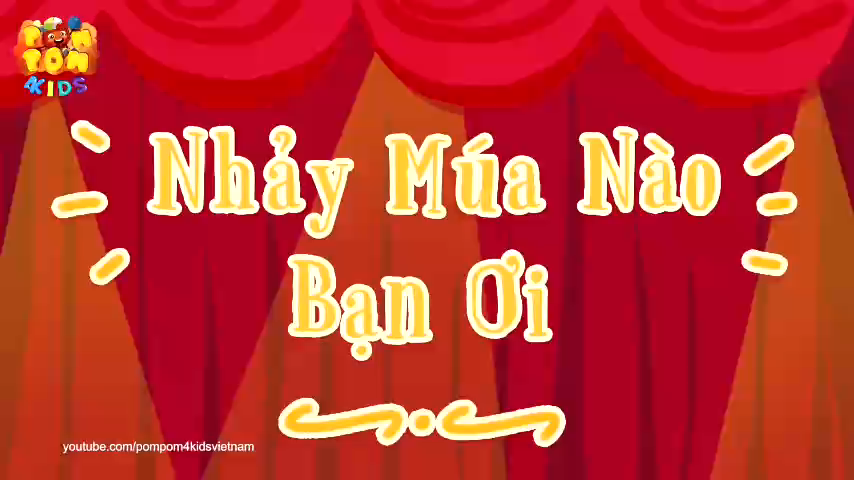 POM
POM
4KIDS
Nhảy Múa Nào
Bạn Ơi
youtube.com/pompom4kidsvietnam